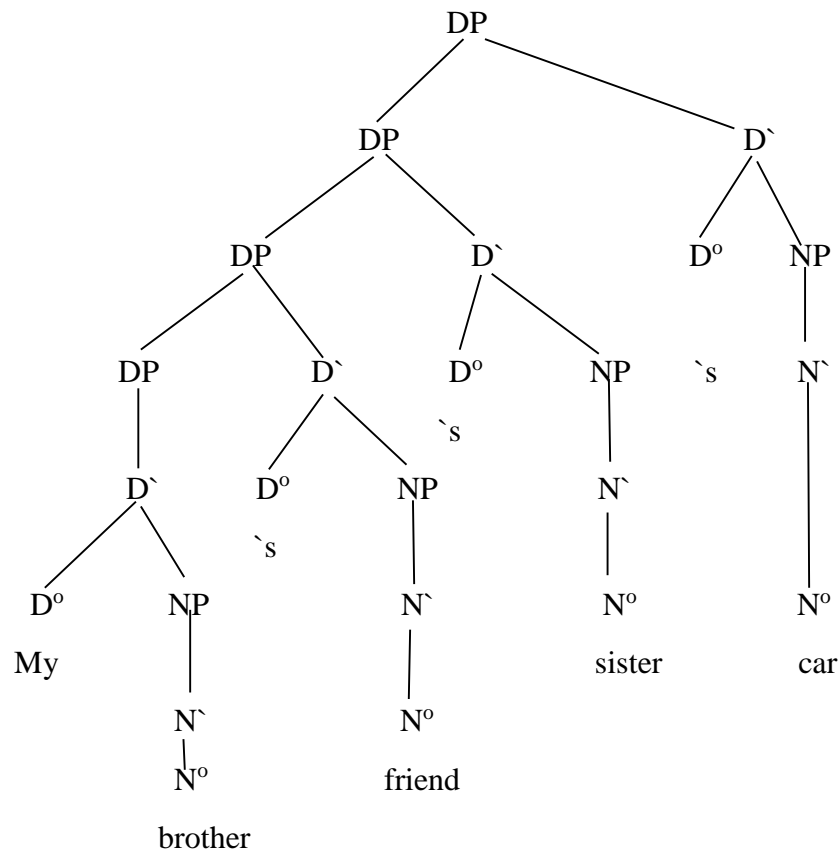 DP
DP D`
DP D` Dº NP
DP D` Dº NP `s N`
`s
D` Dº NP N`
`s
Dº NP N` Nº Nº
My sister car
N` Nº
Nº friend
brother